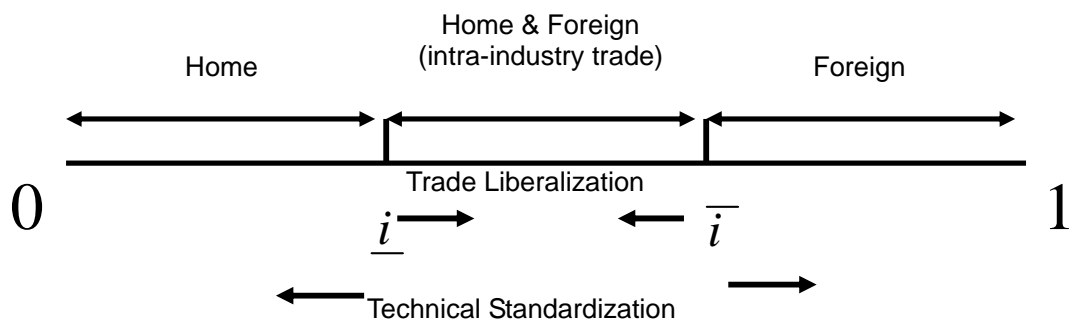 Home & Foreign
(intra-industry trade)
Home
Foreign
Trade Liberalization
0
1
i
i
Technical Standardization